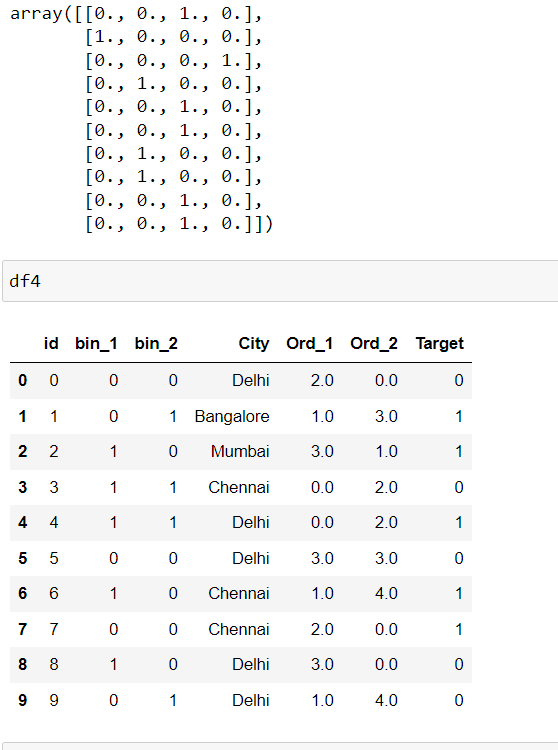 array([[0., 0., 1., 0.],
[1., 0., 0., 0.],
[0., 0., 0., 1.],
[0., 1., 0., 0.],
[0., 0., 1., 0.],
[0., 0., 1., 0.],
[0., 1., 0., 0.],
[0., 1., 0., 0.],
[0., 0., 1., 0.],
[0., 0., 1., 0.]])
df4
id bin_1 bin_2 City Ord_1 Ord_2 Target
0 0 0 0 Delhi 2.0 0.0 0
1 1 0 1 Bangalore 1.0 3.0 1
2 2 1 0 Mumbai 3.0 1.0 1
3 3 1 1 Chennai 0.0 2.0 0
4 4 1 1 Delhi 0.0 2.0 1
5 5 0 0 Delhi 3.0 3.0 0
6 6 1 0 Chennai 1.0 4.0 1
7 7 0 0 Chennai 2.0 0.0 1
8 8 1 0 Delhi 3.0 0.0 0
9 9 0 1 Delhi 1.0 4.0 0